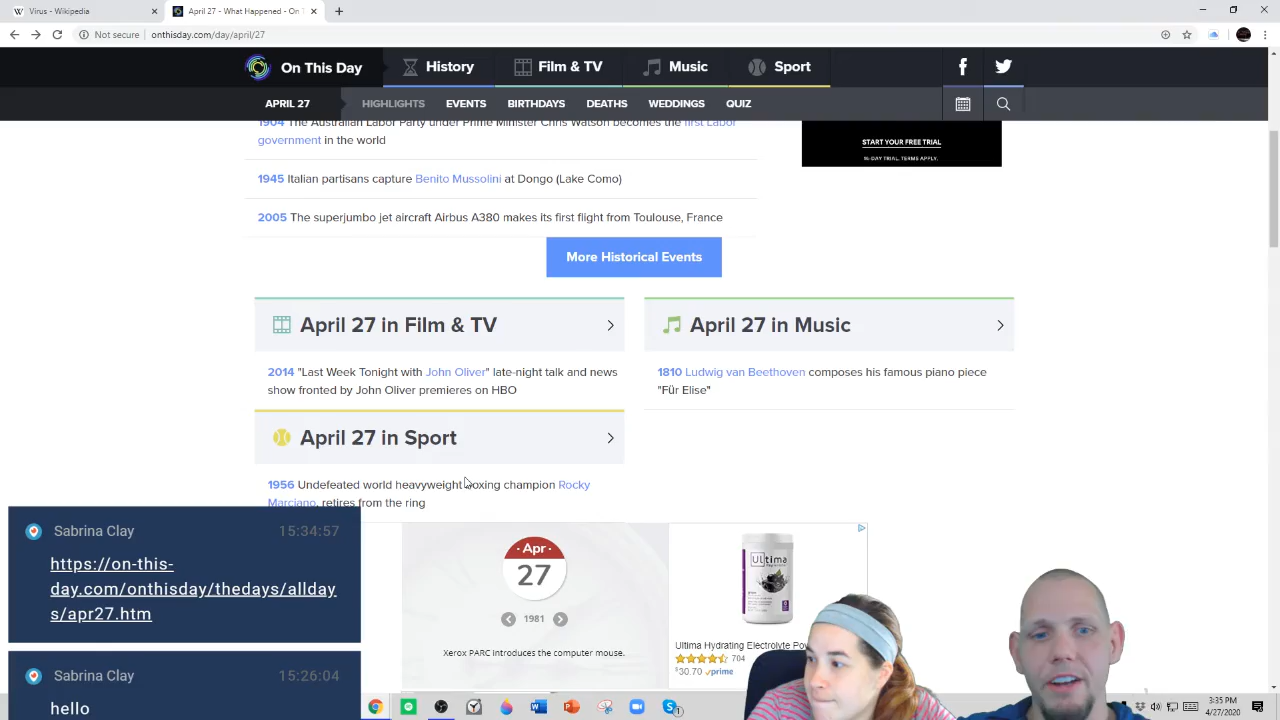 Virus - Wikipedia
April 27 - What Happened - On T
Not secure
onthisday.com/day/april/27
On This Day
History
Film & TV
Music
Sport
APRIL 27
HIGHLIGHTS
EVENTS
BIRTHDAYS
DEATHS
WEDDINGS
QUIZ
1904 The Australian Labor Party under Prime Minister Chris Watson becomes the first Labor
government in the world
1945 Italian partisans capture Benito Mussolini at Dongo (Lake Como)
2005 The superjumbo jet aircraft Airbus A380 makes its first flight from Toulouse, France
START YOUR FREE TRIAL
More Historical Events
April 27 in Film & TV
2014 "Last Week Tonight with John Oliver" late-night talk and news
show fronted by John Oliver premieres on HBO
April 27 in Music
1810 Ludwig van Beethoven composes his famous piano piece
"Für Elise"
April 27 in Sport
1956 Undefeated world heavyweight boxing champion Rocky
Marciano, retires from the ring
Sabrina Clay
15:34:57
https://on-this-
day.com/onthisday/thedays/allday
s/apr27.htm
Sabrina Clay
15:26:04
hello
Apr
27
1981
Xerox PARC introduces the computer mouse.
Ultima
Ultima Hydrating Electrolyte Po
704
$30.70 prime
3:35 PM
4/27/2020